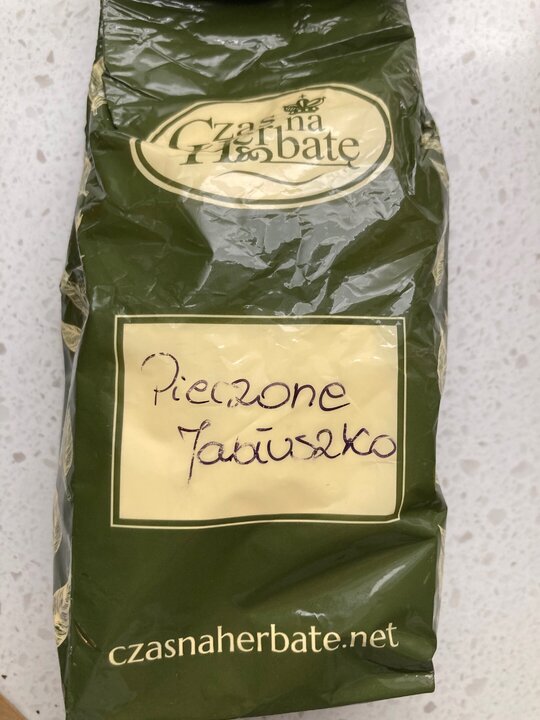 Czas na
Herbatę
Pieczone
Jabłuszko
czasnaherbate.net